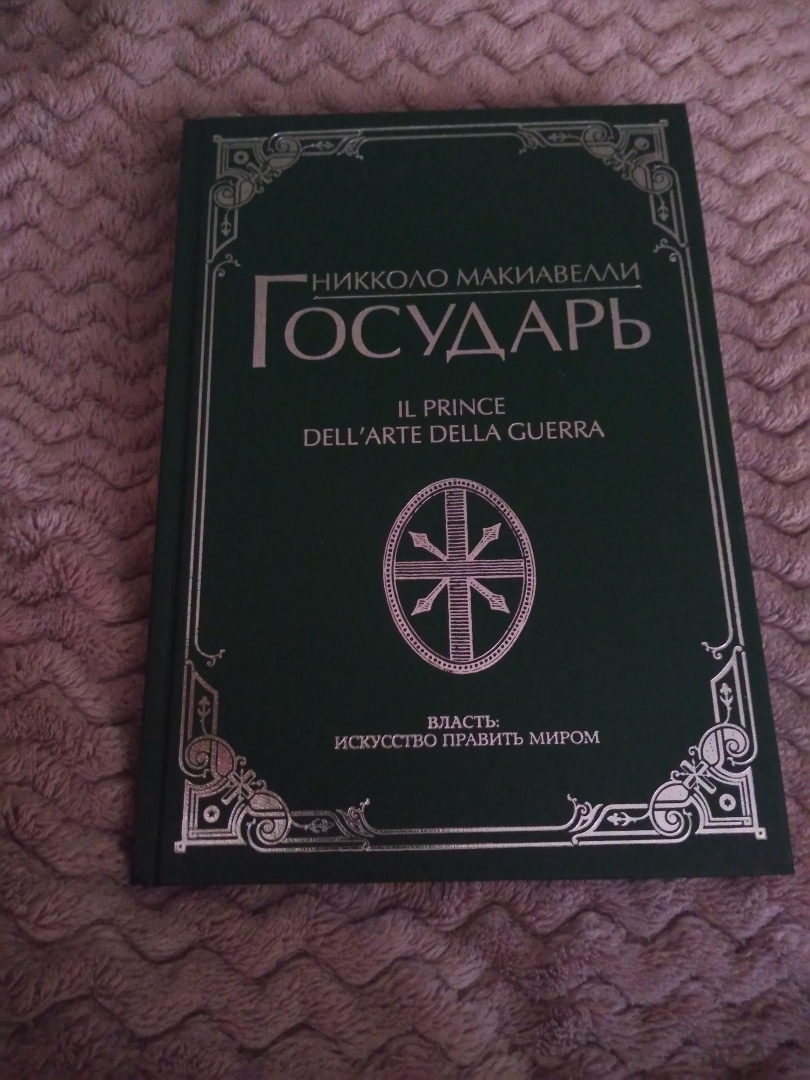 НИККОЛО МАКИАВЕЛЛИ
ГОСУДАРЬ
IL PRINCE
DELL'ARTE DELLA GUERRA
ВЛАСТЬ:
ИСКУССТВО ПРАВИТЬ МИРОМ